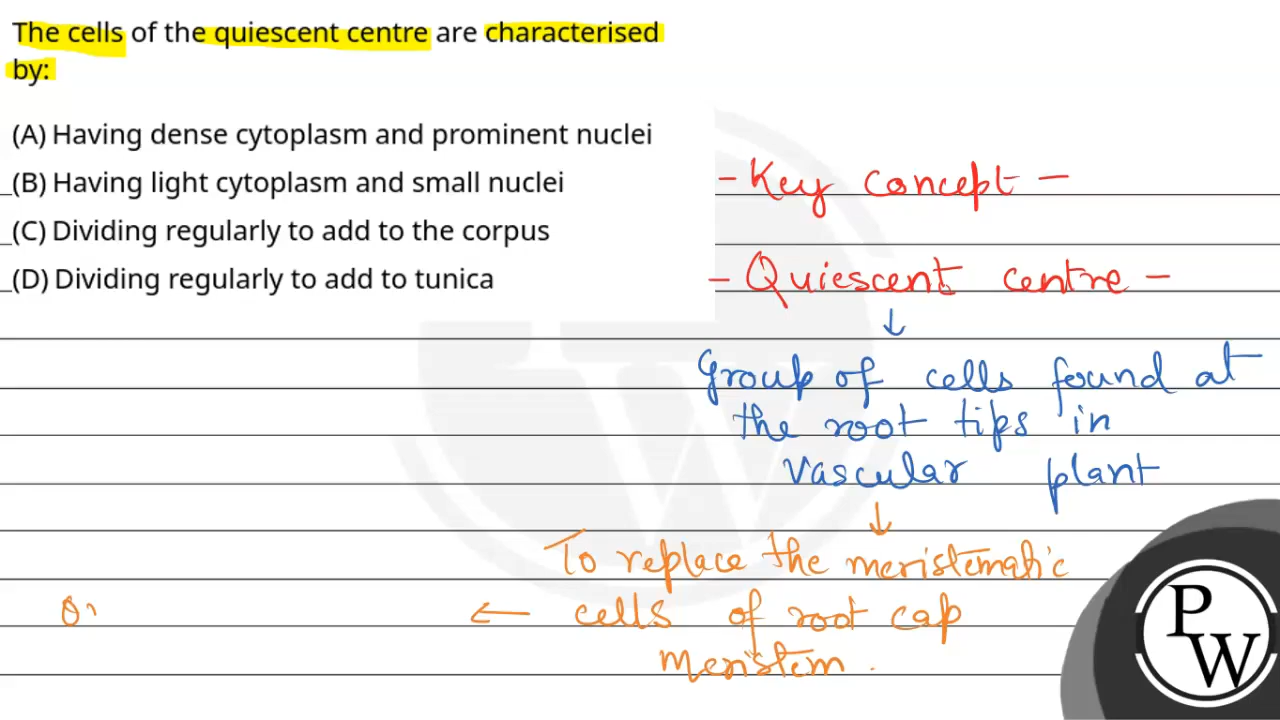 The cells of the quiescent centre are characterised
by:
(A) Having dense cytoplasm and prominent nuclei
(B) Having light cytoplasm and small nuclei
(C) Dividing regularly to add to the corpus
(D) Dividing regularly to add to tunica
- Key concept -
- Quiescent centre -
↓
Group of cells found at
the root tips in
vascular plant
↓
To replace the meristematic
← cells of root cap
meristem.
P
W